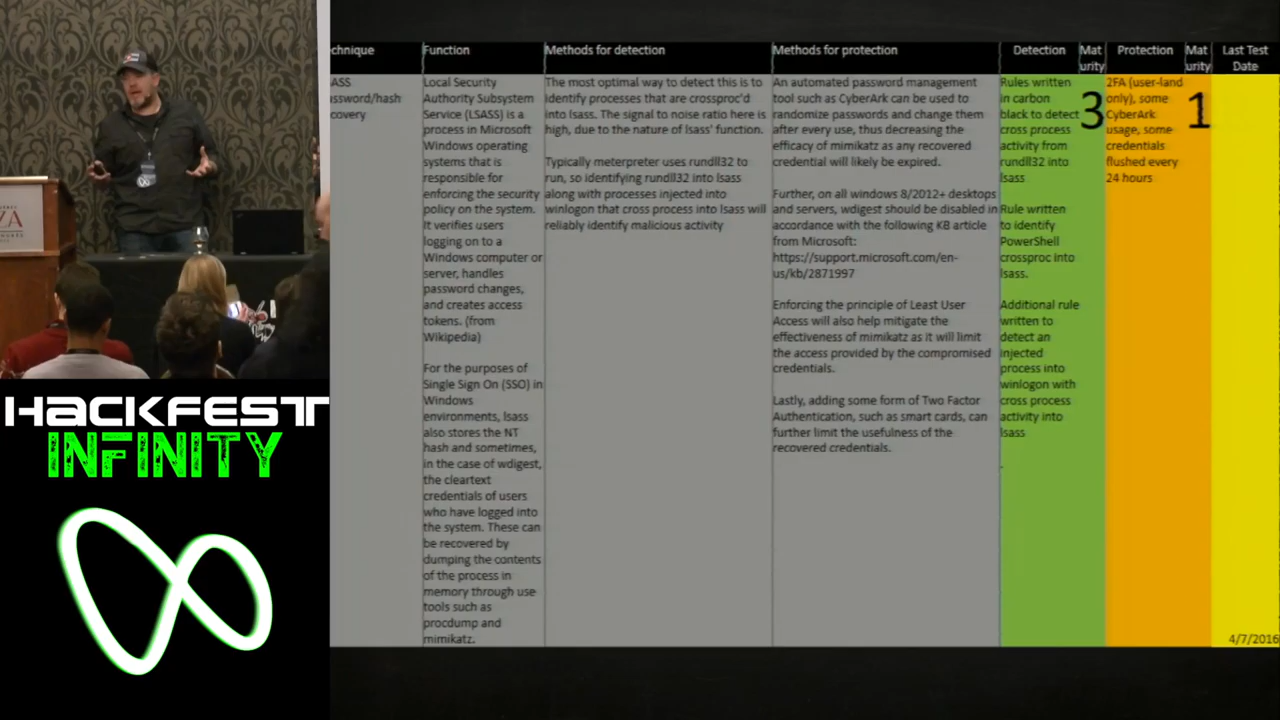 HACKFEST
INFINITY
chnique
Function
Methods for detection
Methods for protection
Detection
Mat
urity
Protection
Mat
urity
Last Test
Date
ASS
ssword/hash
covery
Local Security
Authority Subsystem
Service (LSASS) is a
process in Microsoft
Windows operating
systems that is
responsible for
enforcing the security
policy on the system.
It verifies users
logging on to a
Windows computer or
server, handles
password changes,
and creates access
tokens. (from
Wikipedia)
For the purposes of
Single Sign On (SSO) in
Windows
environments, lsass
also stores the NT
hash and sometimes,
in the case of wdigest,
the cleartext
credentials of users
who have logged into
the system. These can
be recovered by
dumping the contents
of the process in
memory through use
tools such as
procdump and
mimikatz.
The most optimal way to detect this is to
identify processes that are crossproc'd
into lsass. The signal to noise ratio here is
high, due to the nature of lsass' function.
Typically meterpreter uses rundll32 to
run, so identifying rundll32 into lsass
along with processes injected into
winlogon that cross process into lsass will
reliably identify malicious activity
An automated password management
tool such as CyberArk can be used to
randomize passwords and change them
after every use, thus decreasing the
efficacy of mimikatz as any recovered
credential will likely be expired.
Further, on all windows 8/2012+ desktops
and servers, wdigest should be disabled in
accordance with the following KB article
from Microsoft:
https://support.microsoft.com/en-
us/kb/2871997
Enforcing the principle of Least User
Access will also help mitigate the
effectiveness of mimikatz as it will limit
the access provided by the compromised
credentials.
Lastly, adding some form of Two Factor
Authentication, such as smart cards, can
further limit the usefulness of the
recovered credentials.
Rules written
in carbon
black to detect
cross process
activity from
rundll32 into
lsass
Rule written
to identify
PowerShell
crossproc into
lsass.
Additional rule
written to
detect an
injected
process into
winlogon with
cross process
activity into
lsass
.
3
2FA (user-land
only), some
CyberArk
usage, some
credentials
flushed every
24 hours
1
4/7/2016